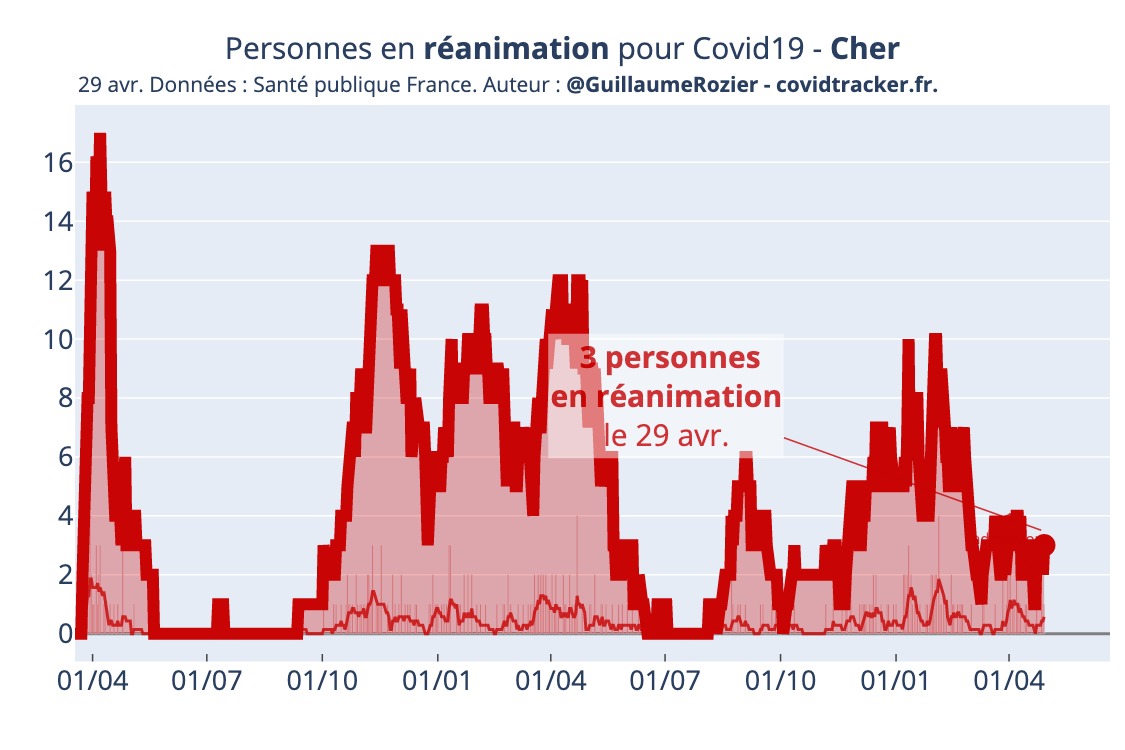 Personnes en réanimation pour Covid19 - Cher
29 avr. Données : Santé publique France. Auteur : @GuillaumeRozier - covidtracker.fr.
16
14
12
10
8
6
4
2
0
3 personnes
en réanimation
le 29 avr.
01/04 01/07 01/10 01/01 01/04 01/07 01/10 01/01 01/04